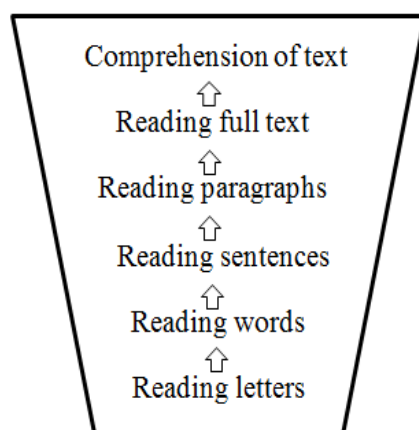 Comprehension of text
Reading full text
Reading paragraphs
Reading sentences
Reading words
Reading letters